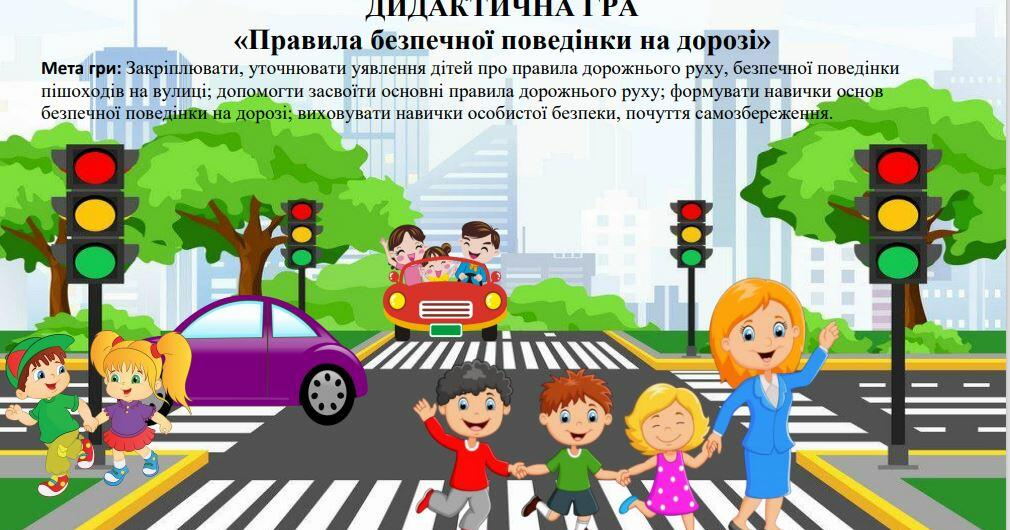 ДИДАКТИЧНА ГРА
«Правила безпечної поведінки на дорозі»
Мета гри: Закріплювати, уточнювати уявлення дітей про правила дорожнього руху, безпечної поведінки
пішоходів на вулиці; допомогти засвоїти основні правила дорожнього руху; формувати навички основ
безпечної поведінки на дорозі; виховувати навички особистої безпеки, почуття самозбереження.